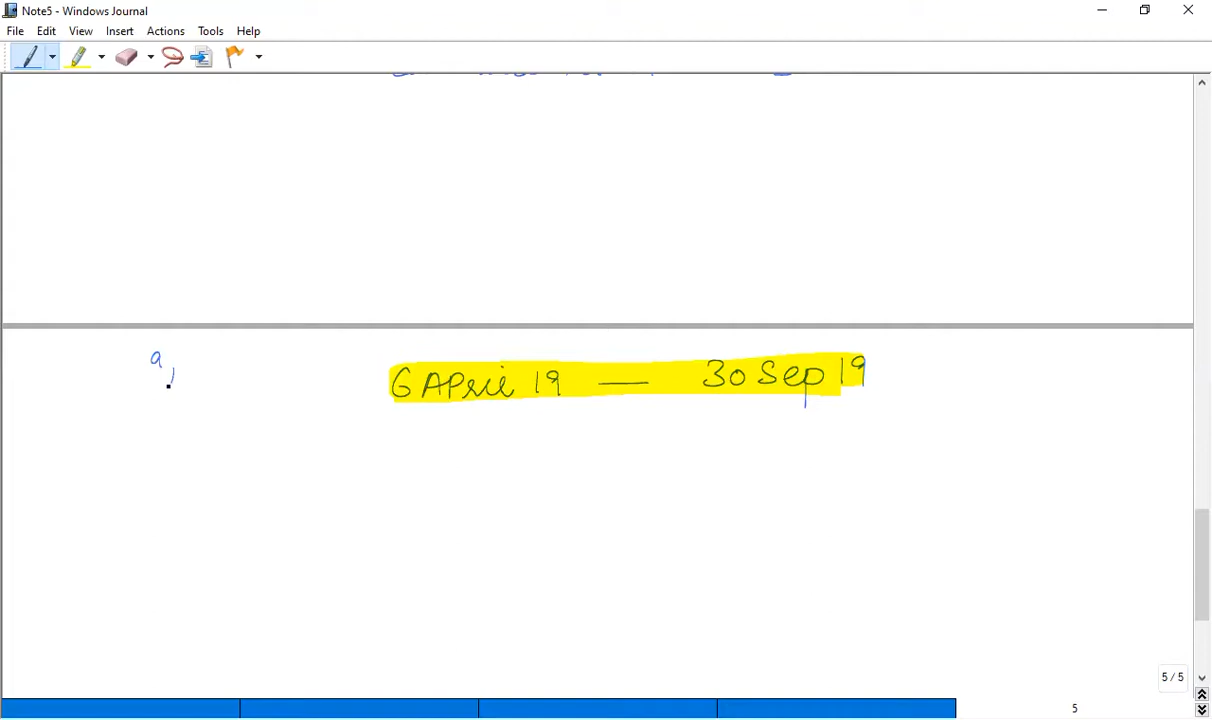 Note5 - Windows Journal
File Edit View Insert Actions Tools Help
a)
6 April 19 — 30 Sep 19
5 / 5
5